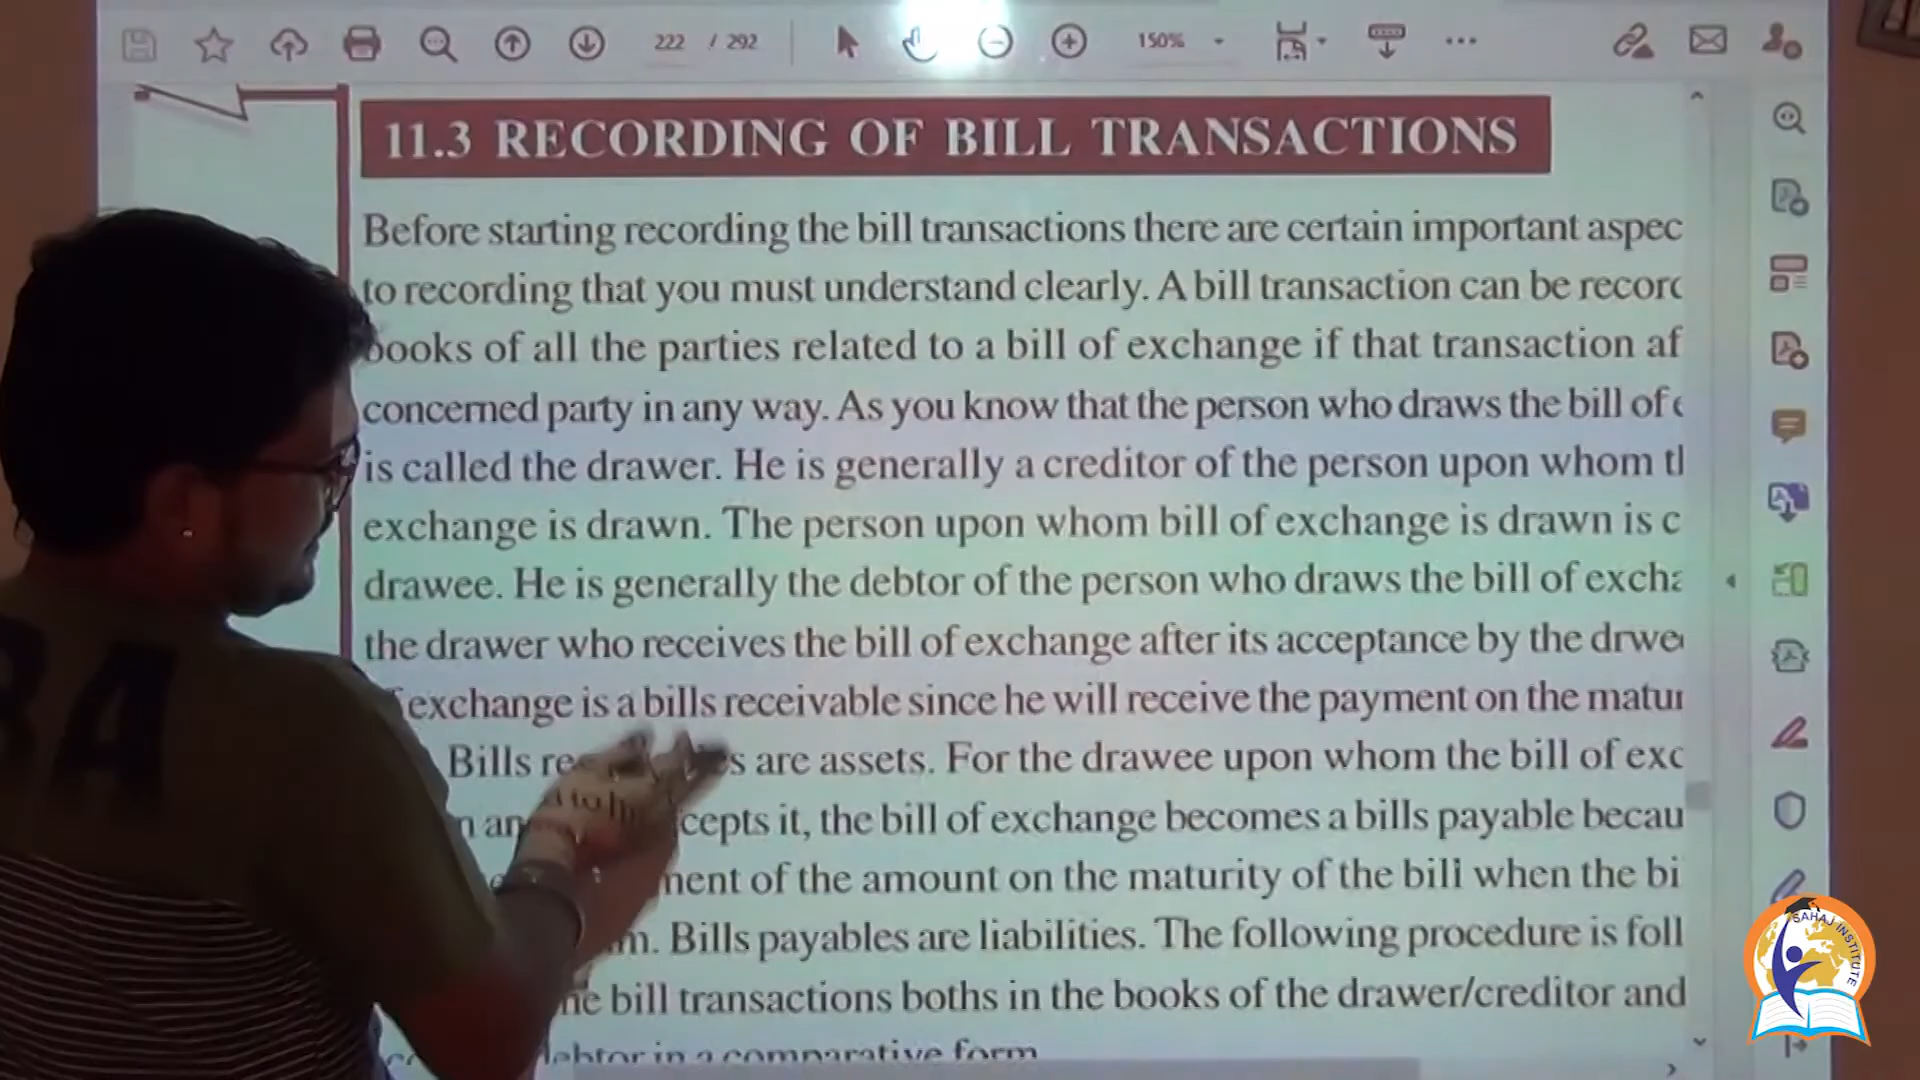 222 / 292
150%
11.3 RECORDING OF BILL TRANSACTIONS
Before starting recording the bill transactions there are certain important aspec
to recording that you must understand clearly. A bill transaction can be recor
books of all the parties related to a bill of exchange if that transaction af
concerned party in any way. As you know that the person who draws the bill of
is called the drawer. He is generally a creditor of the person upon whom
exchange is drawn. The person upon whom bill of exchange is drawn is c
drawee. He is generally the debtor of the person who draws the bill of excha
the drawer who receives the bill of exchange after its acceptance by the drwe
exchange is a bills receivable since he will receive the payment on the matur
Bills re s are assets. For the drawee upon whom the bill of exc
cepts it, the bill of exchange becomes a bills payable becau
ment of the amount on the maturity of the bill when the bi
m. Bills payables are liabilities. The following procedure is foll
he bill transactions boths in the books of the drawer/creditor and
debtor in a comparative form
SAHAJ INSTITUTE